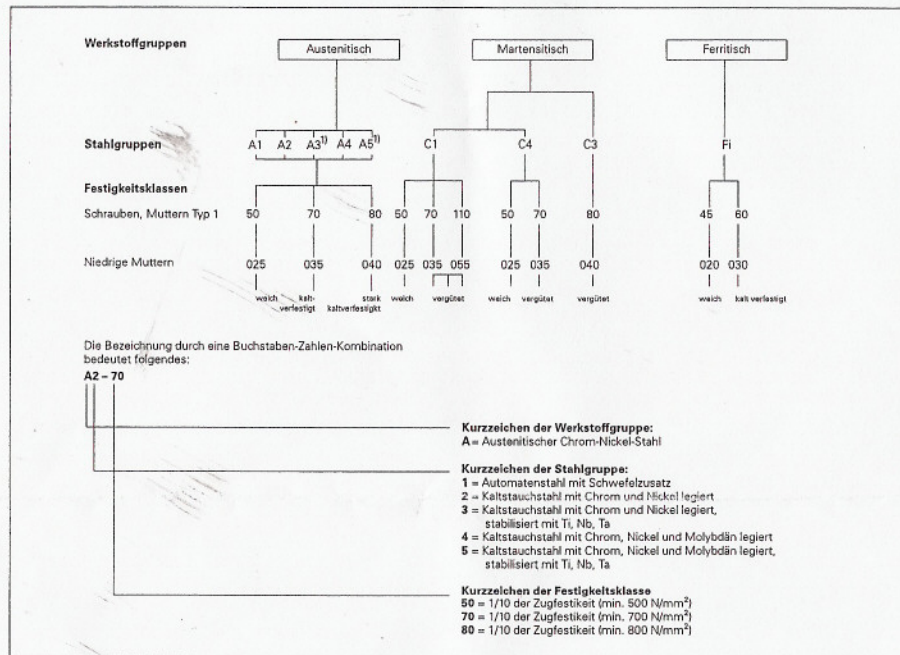 Werkstoffgruppen Austenitisch Martensitisch Ferritisch
Stahlgruppen A1 A2 A3¹⁾ A4 A5¹⁾ C1 C4 C3 Fi
Festigkeitsklassen
Schrauben, Muttern Typ 1 50 70 80 50 70 110 50 70 80 45 60
Niedrige Muttern 025 035 040 025 035 055 025 035 040 020 030
weich kalt- stark weich vergütet weich vergütet vergütet weich kalt verfestigt
verfestigt kaltverfestigkt
Die Bezeichnung durch eine Buchstaben-Zahlen-Kombination
bedeutet folgendes:
A2 – 70
Kurzzeichen der Werkstoffgruppe:
A = Austenitischer Chrom-Nickel-Stahl
Kurzzeichen der Stahlgruppe:
1 = Automatenstahl mit Schwefelzusatz
2 = Kaltstauchstahl mit Chrom und Nickel legiert
3 = Kaltstauchstahl mit Chrom und Nickel legiert,
stabilisiert mit Ti, Nb, Ta
4 = Kaltstauchstahl mit Chrom, Nickel und Molybdän legiert
5 = Kaltstauchstahl mit Chrom, Nickel und Molybdän legiert,
stabilisiert mit Ti, Nb, Ta
Kurzzeichen der Festigkeitsklasse
50 = 1/10 der Zugfestikeit (min. 500 N/mm²)
70 = 1/10 der Zugfestikeit (min. 700 N/mm²)
80 = 1/10 der Zugfestikeit (min. 800 N/mm²)